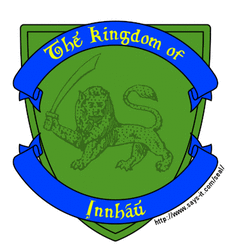 The kingdom of
Innhäú
http://www.says-it.com/seal/